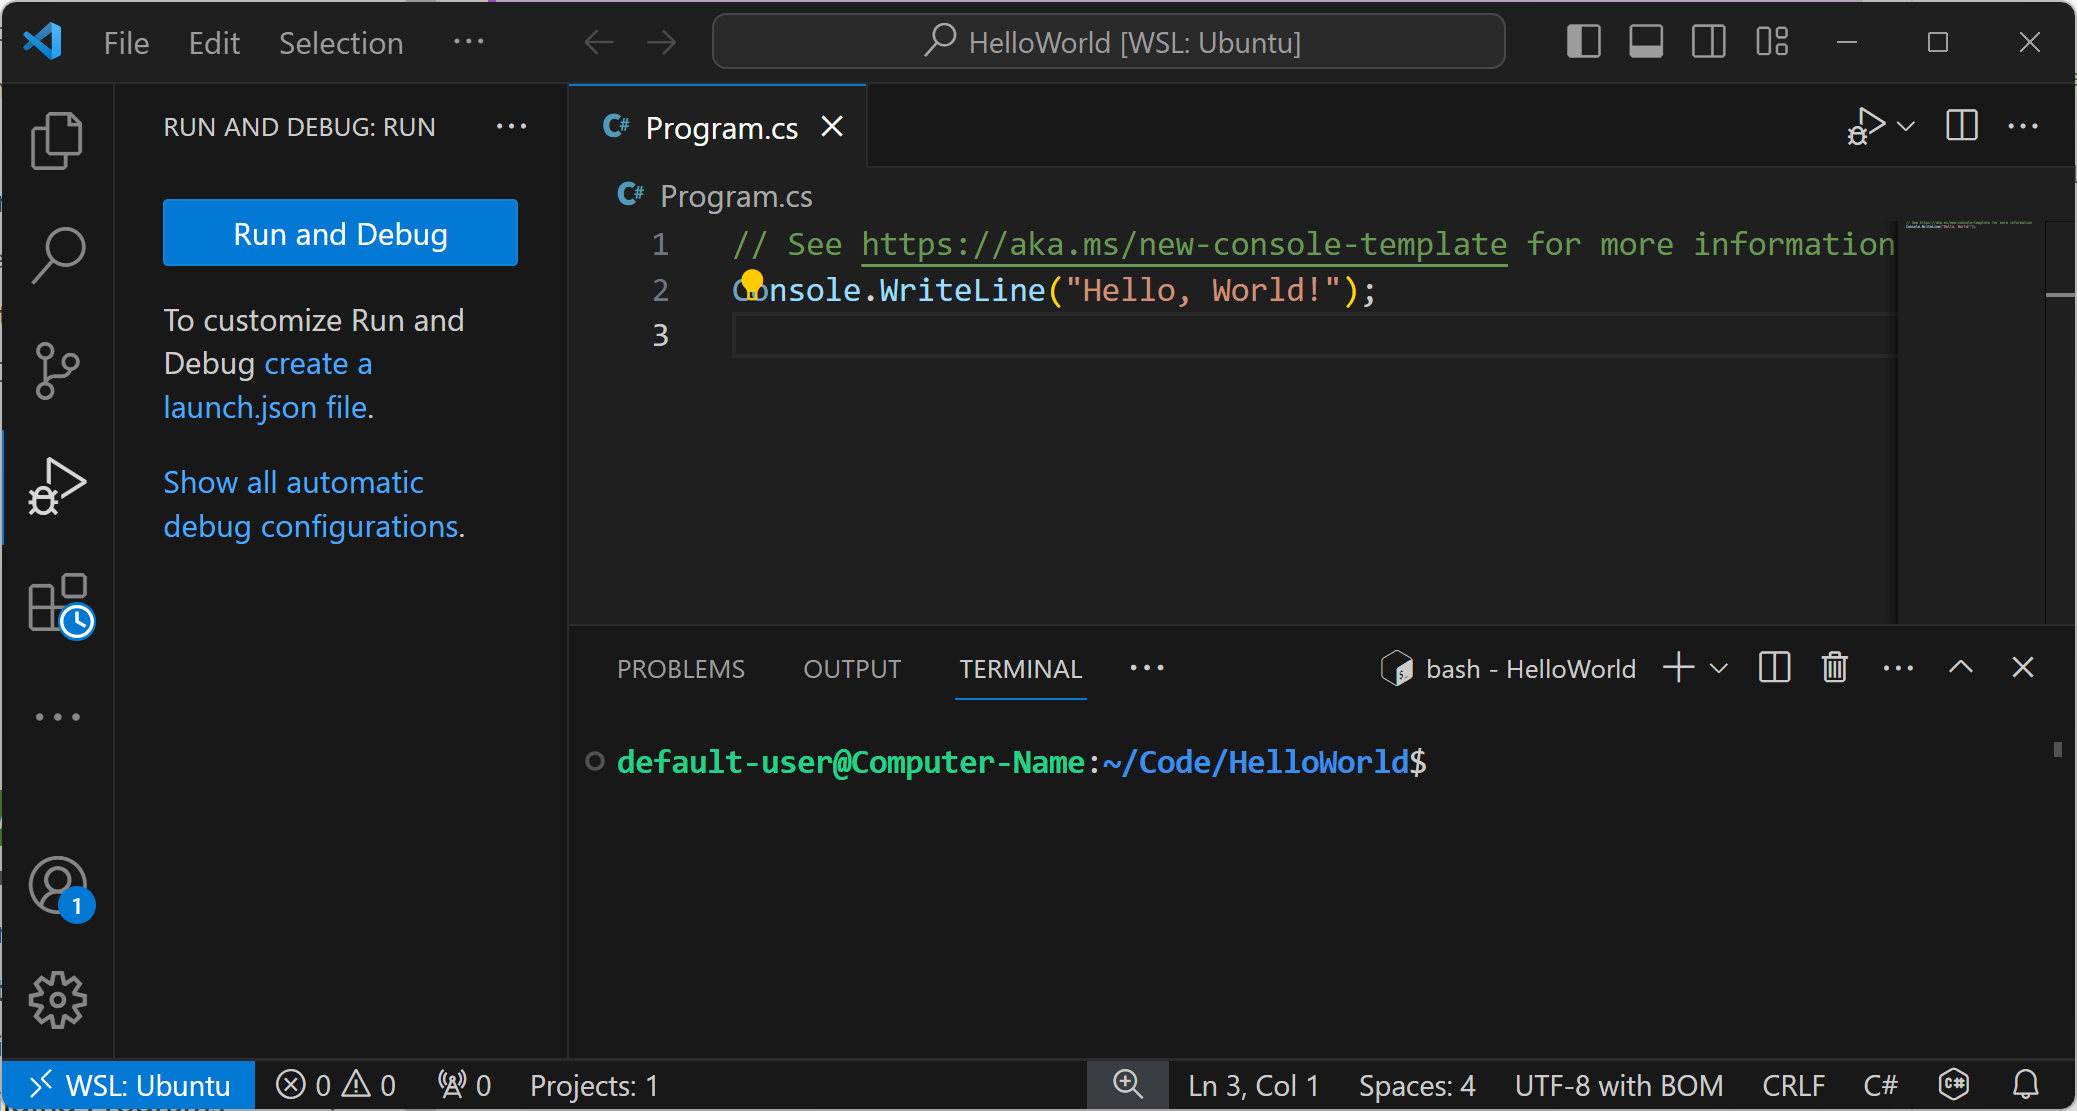 File Edit Selection ···
HelloWorld [WSL: Ubuntu]
RUN AND DEBUG: RUN ···
Run and Debug
To customize Run and
Debug create a
launch.json file.
Show all automatic
debug configurations.
C# Program.cs
C# Program.cs
1 // See https://aka.ms/new-console-template for more information
2 Console.WriteLine("Hello, World!");
3
PROBLEMS OUTPUT TERMINAL ···
bash - HelloWorld
default-user@Computer-Name:~/Code/HelloWorld$
1
WSL: Ubuntu 0 0 0 Projects: 1
Ln 3, Col 1 Spaces: 4 UTF-8 with BOM CRLF C#